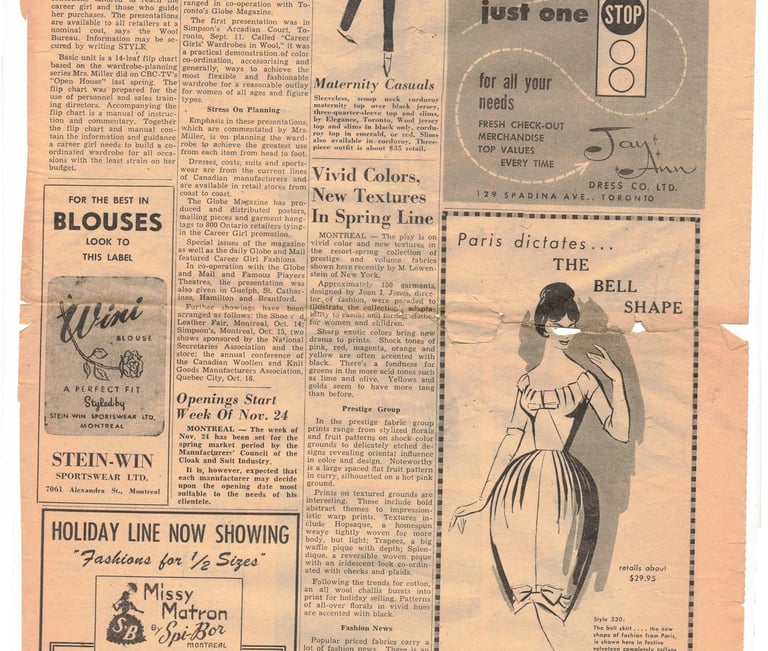 career girl and those who guide
her purchases. The presentations
are available to all retailers at a
nominal cost, says the Wool
Bureau. Information may be se-
cured by writing STYLE.
Basic unit is a 14-leaf flip chart
based on the wardrobe-planning
series Mrs. Miller did on CBC-TV's
"Open House" last spring. The
flip chart was prepared for the
use of personnel and sales train-
ing directors. Accompanying the
flip chart is a manual of instruc-
tion and commentary. Together
the flip chart and manual con-
tain the information and guidance
a career girl needs to build a co-
ordinated wardrobe for all occa-
sions with the least strain on her
budget.
FOR THE BEST IN
BLOUSES
LOOK TO
THIS LABEL
Wini
BLOUSE
A PERFECT FIT
Styled by
STEIN WIN SPORTSWEAR LTD.
MONTREAL
STEIN-WIN
SPORTSWEAR LTD.
7061 Alexandra St., Montreal
HOLIDAY LINE NOW SHOWING
"Fashions for 1/2 Sizes"
Missy
Matron
By Spi-Bor
MONTREAL
SB
ranged in co-operation with To-
ronto's Globe Magazine.
The first presentation was in
Simpson's Arcadian Court, To-
ronto, Sept. 11. Called "Career
Girls' Wardrobes in Wool," it was
a practical demonstration of color
co-ordination, accessorizing and
generally, ways to achieve the
most flexible and fashionable
wardrobe for a reasonable outlay
for women of all ages and figure
types.
Stress On Planning
Emphasis in these presentations,
which are commentated by Mrs.
Miller, is on planning the ward-
robe to achieve the greatest use
from each item from head to foot.
Dresses, coats, suits and sports-
wear are from the current lines
of Canadian manufacturers and
are available in retail stores from
coast to coast.
The Globe Magazine has pro-
duced and distributed posters,
mailing pieces and garment hang-
tags to 800 Ontario retailers tying
in the Career Girl promotion.
Special issues of the magazine
as well as the daily Globe and Mail
featured Career Girl Fashions.
In co-operation with the Globe
and Mail and Famous Players
Theatres, the presentation was
also given in Guelph, St. Cathar-
ines, Hamilton and Brantford.
Further showings have been
arranged as follows: the Shoe and
Leather Fair, Montreal, Oct. 14;
Simpson's, Montreal, Oct. 15, two
shows sponsored by the National
Secretaries Association and the
store; the annual conference of
the Canadian Woollen and Knit
Goods Manufacturers Association,
Quebec City, Oct. 16.
Openings Start
Week Of Nov. 24
MONTREAL — The week of
Nov. 24 has been set for the
spring market period by the
Manufacturers' Council of the
Cloak and Suit Industry.
It is, however, expected that
each manufacturer may decide
upon the opening date most
suitable to the needs of his
clientele.
Maternity Casuals
Sleeveless, scoop neck corduroy
maternity top over black jersey,
three-quarter-sleeve top and slims,
by Elegance, Toronto. Wool jersey
top and slims in black only, cordu-
roy top in emerald, or red. Slims
also available in corduroy. Three-
piece outfit is about $35 retail.
Vivid Colors,
New Textures
In Spring Line
MONTREAL — The play is on
vivid color and new textures in
the resort-spring collection of
prestige and volume fabrics
shown here recently by M. Lowen-
stein of New York.
Approximately 150 garments,
designed by Joan I. Jones, direc-
tor of fashion, were paraded to
illustrate the collection's adapta-
bility to casual and formal clothes
for women and children.
Sharp exotic colors bring new
drama to prints. Shock tones of
pink, red, magenta, orange and
yellow are often accented with
black. There's a fondness for
greens in the more acid tones such
as lime and olive. Yellows and
golds seem to have more tang
than before.
Prestige Group
In the prestige fabric group
prints range from stylized florals
and fruit patterns on shock color
grounds to delicately etched de-
signs revealing oriental influence
in color and design. Noteworthy
is a large spaced flat fruit pattern
in curry, silhouetted on a hot pink
ground.
Prints on textured grounds are
interesting. These include bold
abstract themes to impression-
istic warp prints. Textures in-
clude Hopsaque, a homespun
weave tightly woven for more
body, but light; Trapeez, a big
waffle pique with depth; Splen-
dique, a reversible woven pique
with an iridescent look co-ordin-
ated with checks and plaids.
Following the trends for cotton,
an all wool challis bursts into
print for holiday selling. Patterns
of all-over florals in vivid hues
are accented with black.
Fashion News
Popular priced fabrics carry a
lot of fashion news. There is an
just one
STOP
for all your
needs
FRESH CHECK-OUT
MERCHANDISE
TOP VALUES
EVERY TIME
Jay
Ann
DRESS CO. LTD.
129 SPADINA AVE., TORONTO
Paris dictates...
THE
BELL
SHAPE
retails about
$29.95
Style 530:
The bell skirt.... the new
shape of fashion from Paris,
is shown here in festive
velveteen completely taffeta